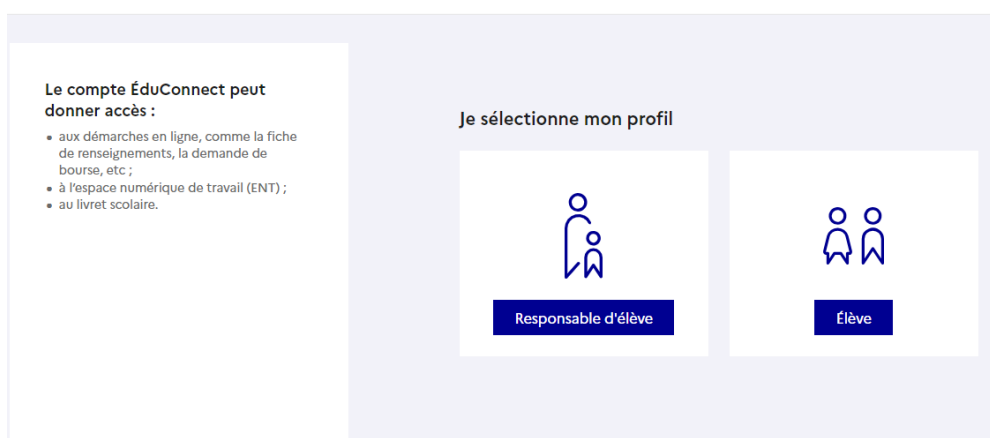 Le compte ÉduConnect peut
donner accès :
• aux démarches en ligne, comme la fiche
de renseignements, la demande de
bourse, etc ;
• à l'espace numérique de travail (ENT) ;
• au livret scolaire.
Je sélectionne mon profil
Responsable d'élève
Élève